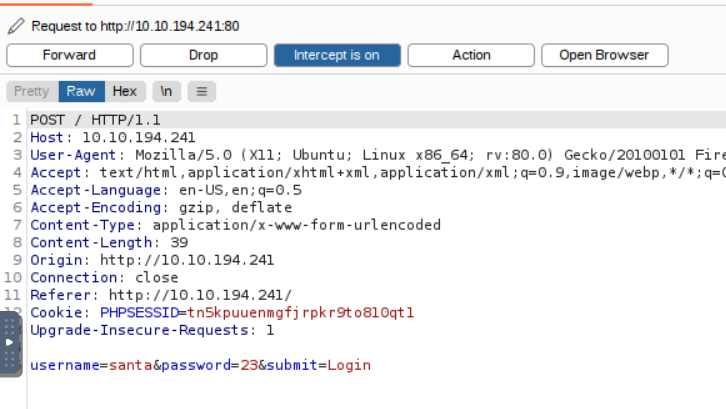 Request to http://10.10.194.241:80
Forward Drop Intercept is on Action Open Browser
Pretty Raw Hex \n
1 POST / HTTP/1.1
2 Host: 10.10.194.241
3 User-Agent: Mozilla/5.0 (X11; Ubuntu; Linux x86_64; rv:80.0) Gecko/20100101 Fire
4 Accept: text/html,application/xhtml+xml,application/xml;q=0.9,image/webp,*/*;q=0
5 Accept-Language: en-US,en;q=0.5
6 Accept-Encoding: gzip, deflate
7 Content-Type: application/x-www-form-urlencoded
8 Content-Length: 39
9 Origin: http://10.10.194.241
10 Connection: close
11 Referer: http://10.10.194.241/
12 Cookie: PHPSESSID=tn5kpuuenmgfjrpkr9to810qt1
Upgrade-Insecure-Requests: 1
username=santa&password=23&submit=Login